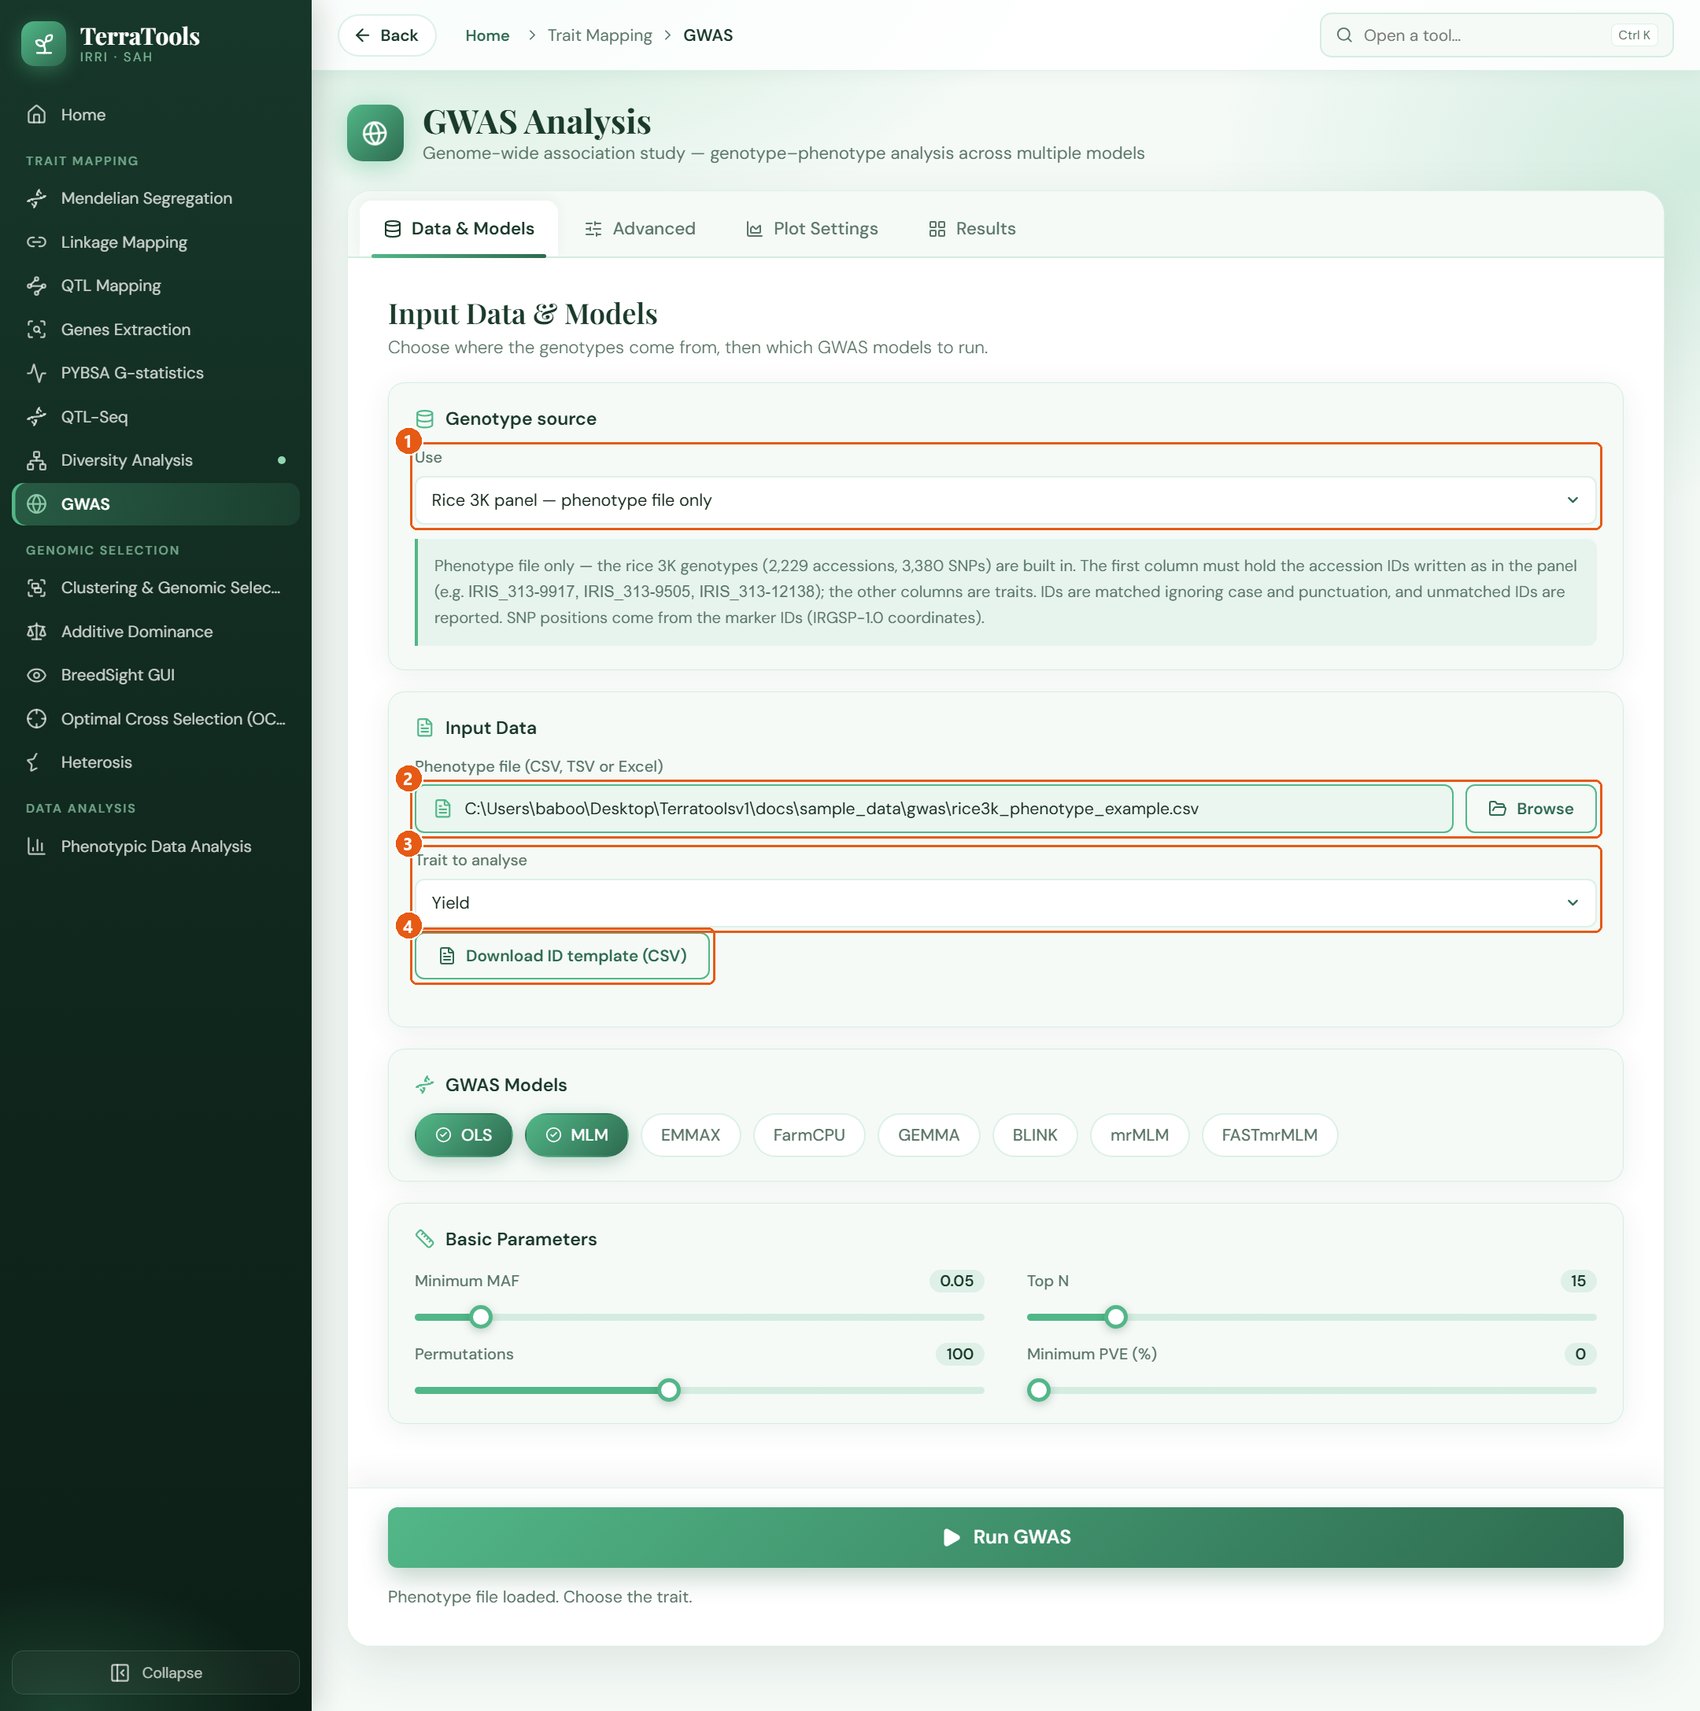 TerraTools
IRRI · SAH
Home
TRAIT MAPPING
Mendelian Segregation
Linkage Mapping
QTL Mapping
Genes Extraction
PYBSA G-statistics
QTL-Seq
Diversity Analysis
GWAS
GENOMIC SELECTION
Clustering & Genomic Selec...
Additive Dominance
BreedSight GUI
Optimal Cross Selection (OC...
Heterosis
DATA ANALYSIS
Phenotypic Data Analysis
Collapse
Back
Home > Trait Mapping > GWAS
Open a tool...
Ctrl K
GWAS Analysis
Genome-wide association study — genotype–phenotype analysis across multiple models
Data & Models
Advanced
Plot Settings
Results
Input Data & Models
Choose where the genotypes come from, then which GWAS models to run.
Genotype source
1
Use
Rice 3K panel — phenotype file only
Phenotype file only — the rice 3K genotypes (2,229 accessions, 3,380 SNPs) are built in. The first column must hold the accession IDs written as in the panel
(e.g. IRIS_313-9917, IRIS_313-9505, IRIS_313-12138); the other columns are traits. IDs are matched ignoring case and punctuation, and unmatched IDs are
reported. SNP positions come from the marker IDs (IRGSP-1.0 coordinates).
Input Data
Phenotype file (CSV, TSV or Excel)
2
C:\Users\baboo\Desktop\Terratoolsv1\docs\sample_data\gwas\rice3k_phenotype_example.csv
Browse
3
Trait to analyse
Yield
4
Download ID template (CSV)
GWAS Models
OLS
MLM
EMMAX
FarmCPU
GEMMA
BLINK
mrMLM
FASTmrMLM
Basic Parameters
Minimum MAF
0.05
Top N
15
Permutations
100
Minimum PVE (%)
0
Run GWAS
Phenotype file loaded. Choose the trait.